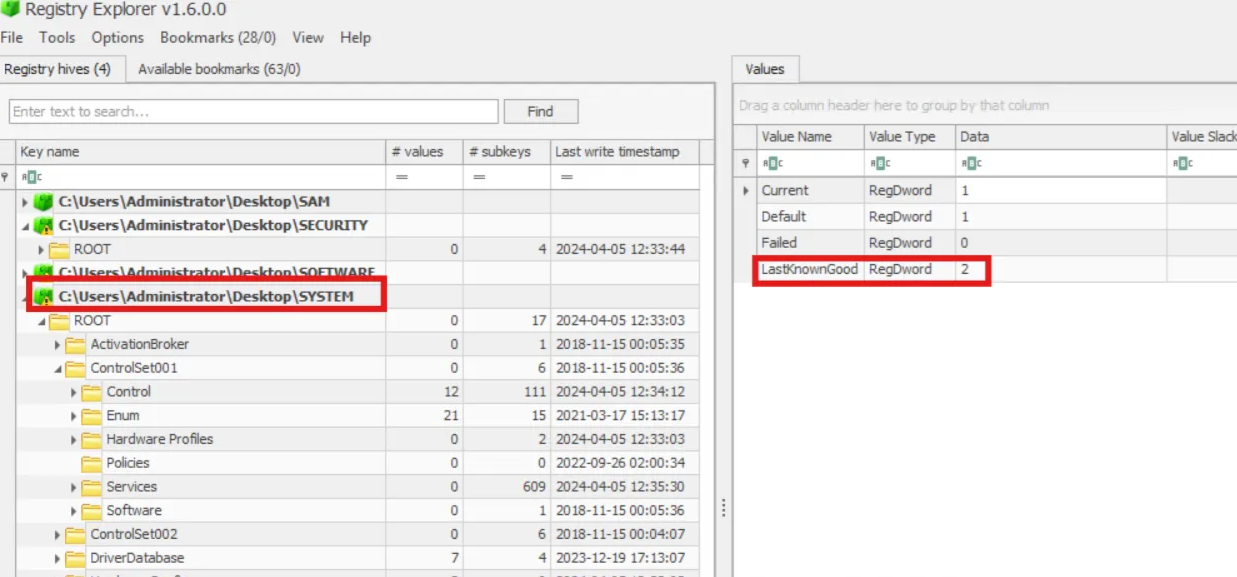 Registry Explorer v1.6.0.0
File Tools Options Bookmarks (28/0) View Help
Registry hives (4) Available bookmarks (63/0)
Enter text to search... Find
Key name # values # subkeys Last write timestamp
= = =
C:\Users\Administrator\Desktop\SAM
C:\Users\Administrator\Desktop\SECURITY
ROOT 0 4 2024-04-05 12:33:44
C:\Users\Administrator\Desktop\SOFTWARE
C:\Users\Administrator\Desktop\SYSTEM
ROOT 0 17 2024-04-05 12:33:03
ActivationBroker 0 1 2018-11-15 00:05:35
ControlSet001 0 6 2018-11-15 00:05:36
Control 12 111 2024-04-05 12:34:12
Enum 21 15 2021-03-17 15:13:17
Hardware Profiles 0 2 2024-04-05 12:33:03
Policies 0 0 2022-09-26 02:00:34
Services 0 609 2024-04-05 12:35:30
Software 0 1 2018-11-15 00:05:36
ControlSet002 0 6 2018-11-15 00:04:07
DriverDatabase 7 4 2023-12-19 17:13:07
Values
Drag a column header here to group by that column
Value Name Value Type Data Value Slack
Current RegDword 1
Default RegDword 1
Failed RegDword 0
LastKnownGood RegDword 2